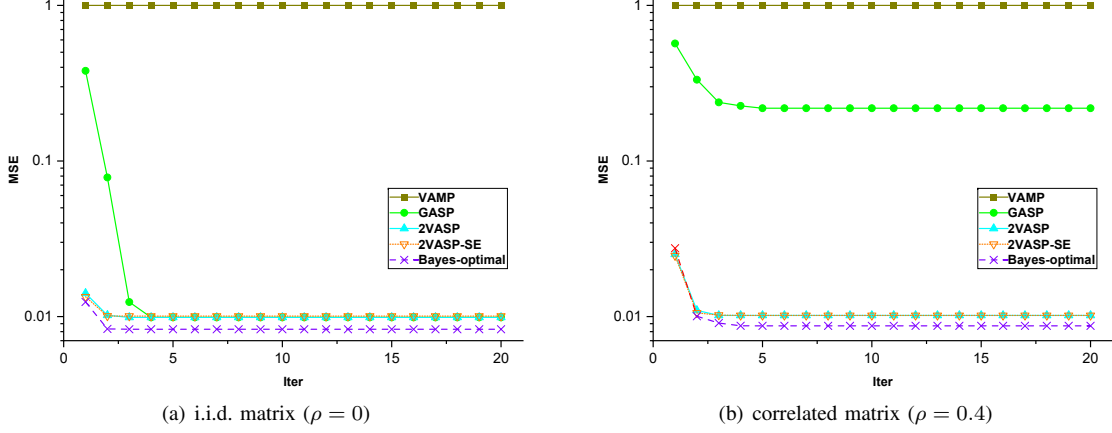 1
0.1
0.01
MSE
0
5
10
15
20
Iter
VAMP
GASP
2VASP
2VASP-SE
Bayes-optimal
(a) i.i.d. matrix (ρ = 0)
1
0.1
0.01
MSE
0
5
10
15
20
Iter
VAMP
GASP
2VASP
2VASP-SE
Bayes-optimal
(b) correlated matrix (ρ = 0.4)